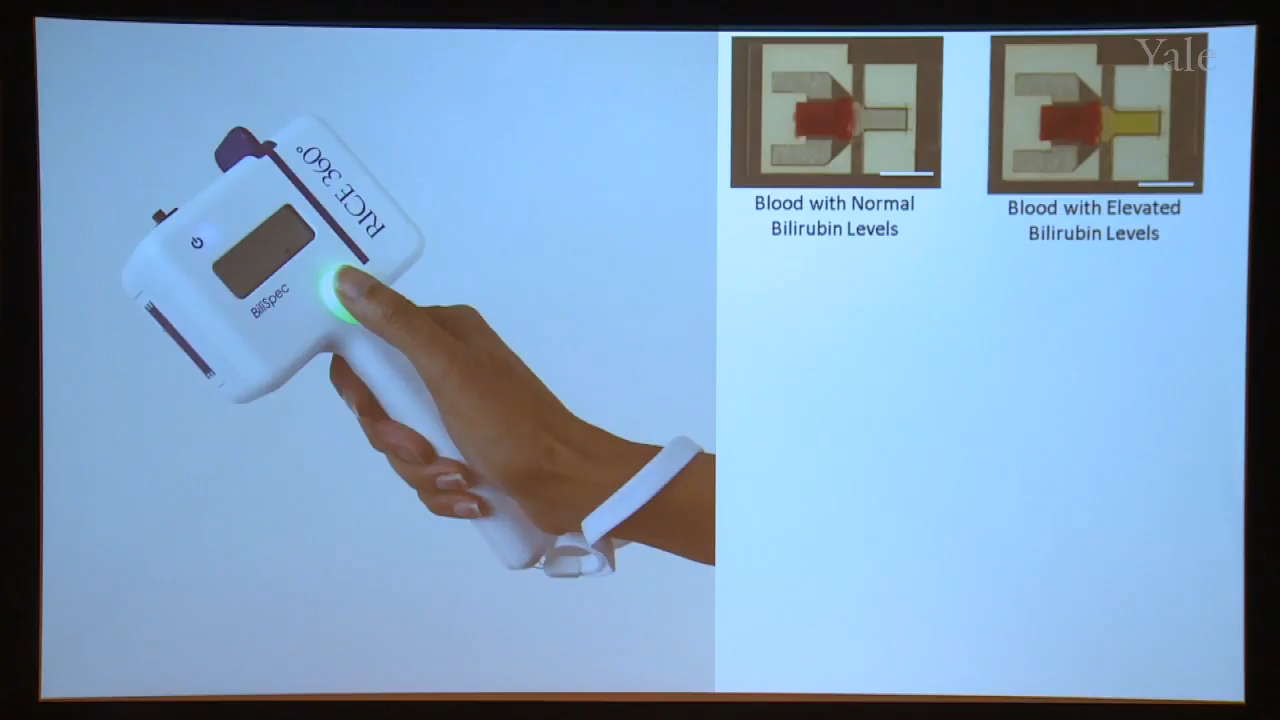 RICE 360°
BiliSpec
Yale
Blood with Normal
Bilirubin Levels
Blood with Elevated
Bilirubin Levels